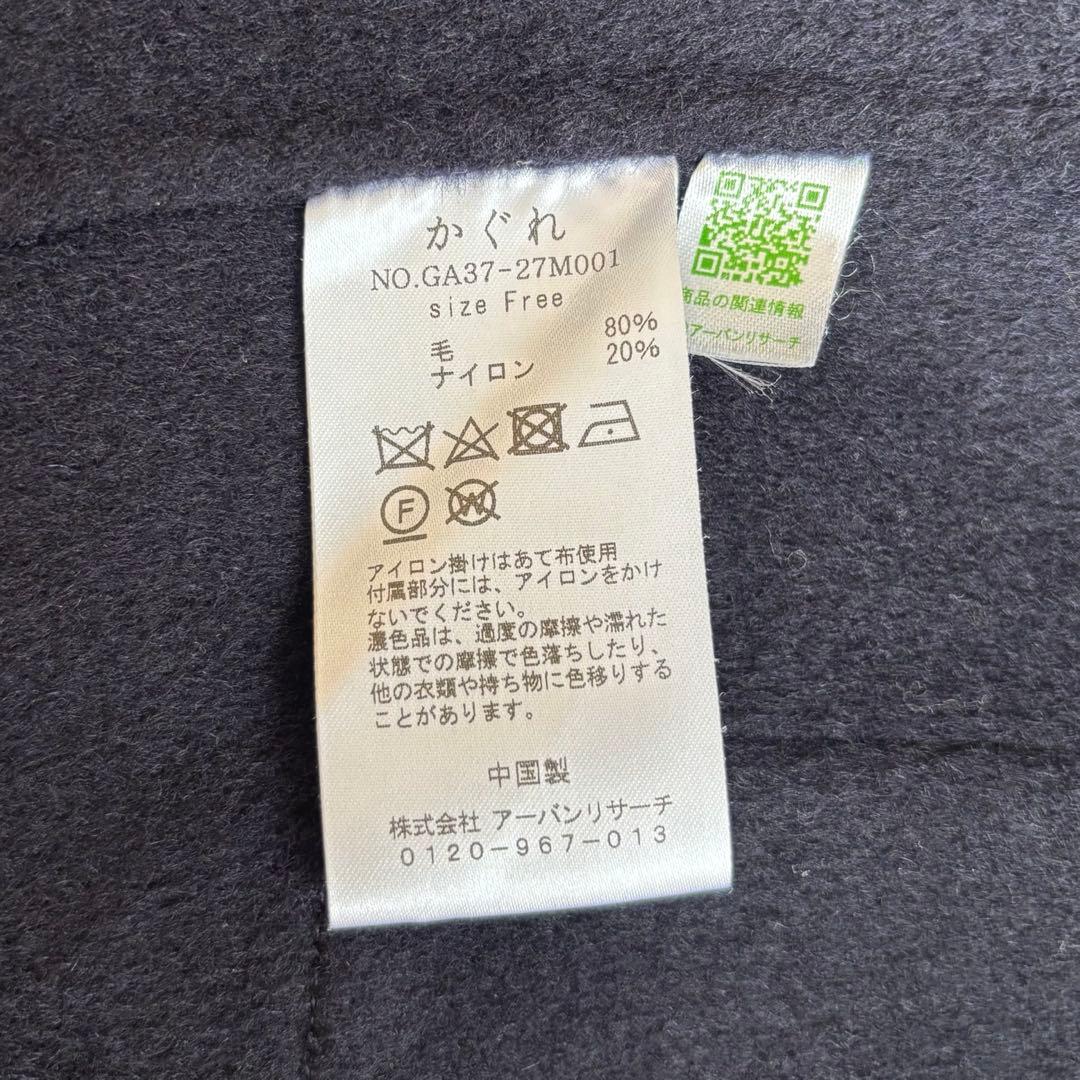 かぐれ
NO.GA37-27M001
size Free
毛 80%
ナイロン 20%
F
W
アイロン掛けはあて布使用
付属部分には、アイロンをかけ
ないでください。
濃色品は、過度の摩擦や濡れた
状態での摩擦で色落ちしたり、
他の衣類や持ち物に色移りする
ことがあります。
中国製
株式会社 アーバンリサーチ
0120-967-013
商品の関連情報
アーバンリサーチ